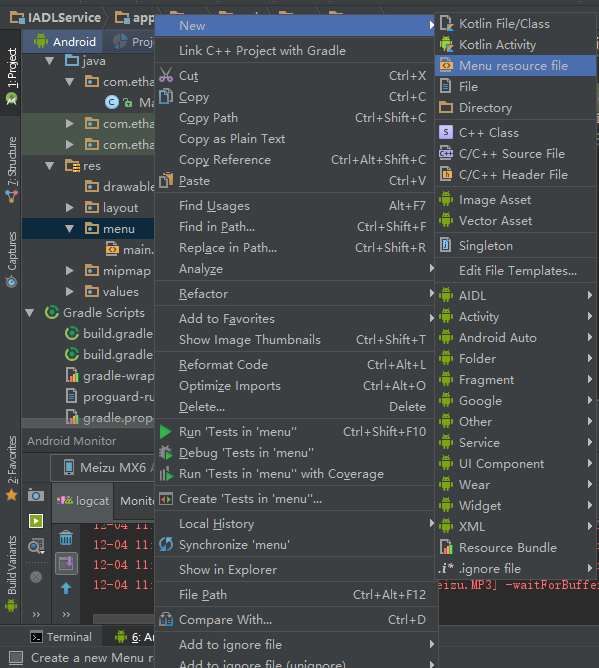 IADLService
app
Android
Proje
1: Project
7: Structure
Captures
2: Favorites
Build Variants
java
com.etha
Ma
com.etha
com.etha
res
drawable
layout
menu
main.
mipmap
values
Gradle Scripts
build.gradle
build.gradle
gradle-wrap
proguard-ru
gradle.prop
Android Monitor
Meizu MX6 A
logcat
Monito
12-04 11:
12-04 11:
12-04 11:
12-04 11:
eizu.MP3] -waitForBuffe
Terminal
6: A
Create a new Menu r
New
Link C++ Project with Gradle
Cut Ctrl+X
Copy Ctrl+C
Copy Path Ctrl+Shift+C
Copy as Plain Text
Copy Reference Ctrl+Alt+Shift+C
Paste Ctrl+V
Find Usages Alt+F7
Find in Path... Ctrl+Shift+F
Replace in Path... Ctrl+Shift+R
Analyze
Refactor
Add to Favorites
Show Image Thumbnails Ctrl+Shift+T
Reformat Code Ctrl+Alt+L
Optimize Imports Ctrl+Alt+O
Delete... Delete
Run 'Tests in 'menu'' Ctrl+Shift+F10
Debug 'Tests in 'menu''
Run 'Tests in 'menu'' with Coverage
Create 'Tests in 'menu''...
Local History
Synchronize 'menu'
Show in Explorer
File Path Ctrl+Alt+F12
Compare With... Ctrl+D
Add to ignore file
Add to ignore file (unignore)
Kotlin File/Class
Kotlin Activity
Menu resource file
File
Directory
C++ Class
C/C++ Source File
C/C++ Header File
Image Asset
Vector Asset
Singleton
Edit File Templates...
AIDL
Activity
Android Auto
Folder
Fragment
Google
Other
Service
UI Component
Wear
Widget
XML
Resource Bundle
.ignore file